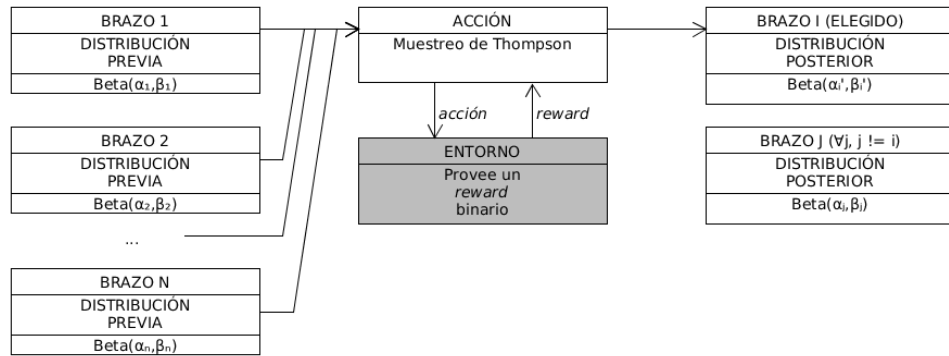 BRAZO 1
DISTRIBUCIÓN
PREVIA
Beta(α₁,β₁)
BRAZO 2
DISTRIBUCIÓN
PREVIA
Beta(α₂,β₂)
...
BRAZO N
DISTRIBUCIÓN
PREVIA
Beta(αₙ,βₙ)
ACCIÓN
Muestreo de Thompson
acción
reward
ENTORNO
Provee un
reward
binario
BRAZO I (ELEGIDO)
DISTRIBUCIÓN
POSTERIOR
Beta(αᵢ',βᵢ')
BRAZO J (∀j, j != i)
DISTRIBUCIÓN
POSTERIOR
Beta(αⱼ,βⱼ)